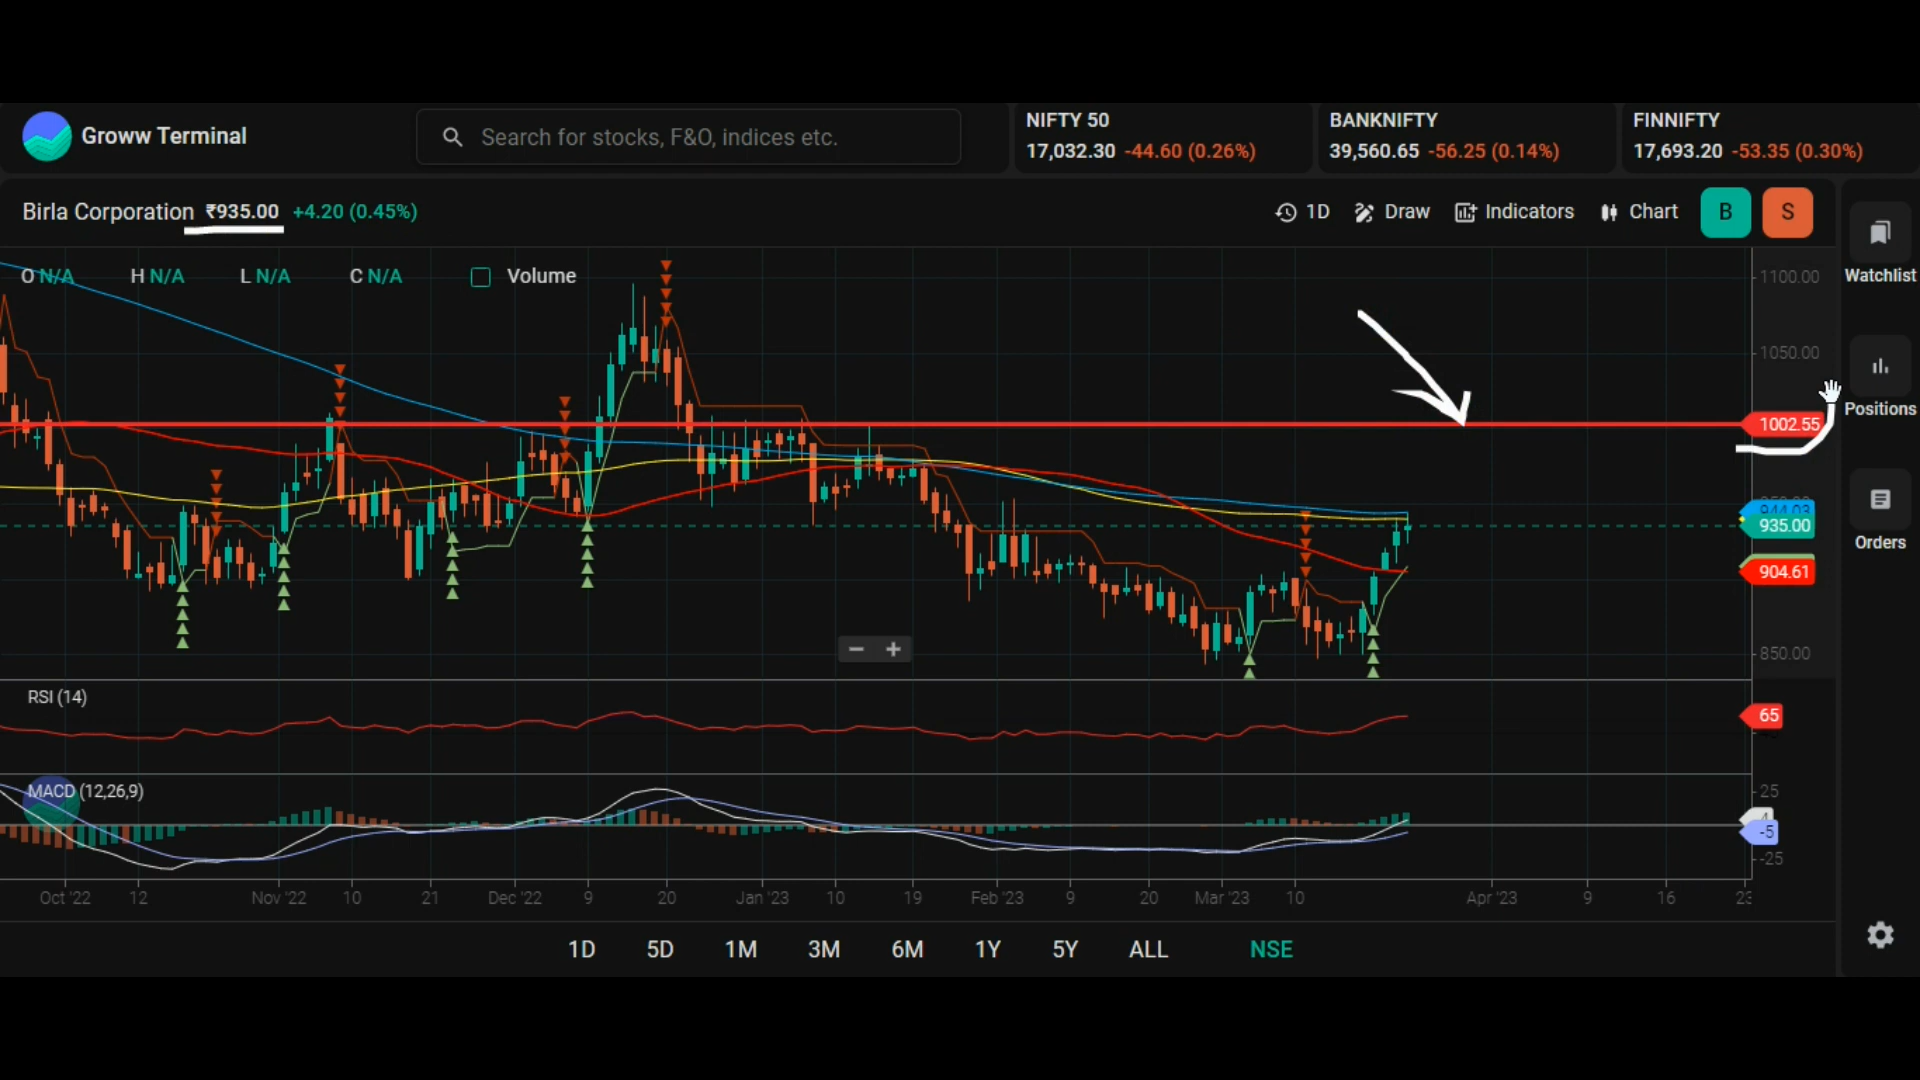 Groww Terminal
Search for stocks, F&O, indices etc.
NIFTY 50
17,032.30 -44.60 (0.26%)
BANKNIFTY
39,560.65 -56.25 (0.14%)
FINNIFTY
17,693.20 -53.35 (0.30%)
Birla Corporation ₹935.00 +4.20 (0.45%)
1D
Draw
Indicators
Chart
B
S
Watchlist
Positions
Orders
O N/A H N/A L N/A C N/A Volume
1100.00
1050.00
1002.55
944.03
935.00
904.61
850.00
RSI (14)
65
MACD (12,26,9)
25
-5
-25
Oct '22 12 Nov '22 10 21 Dec '22 9 20 Jan '23 10 19 Feb '23 9 20 Mar '23 10 Apr '23 9 16
1D 5D 1M 3M 6M 1Y 5Y ALL NSE